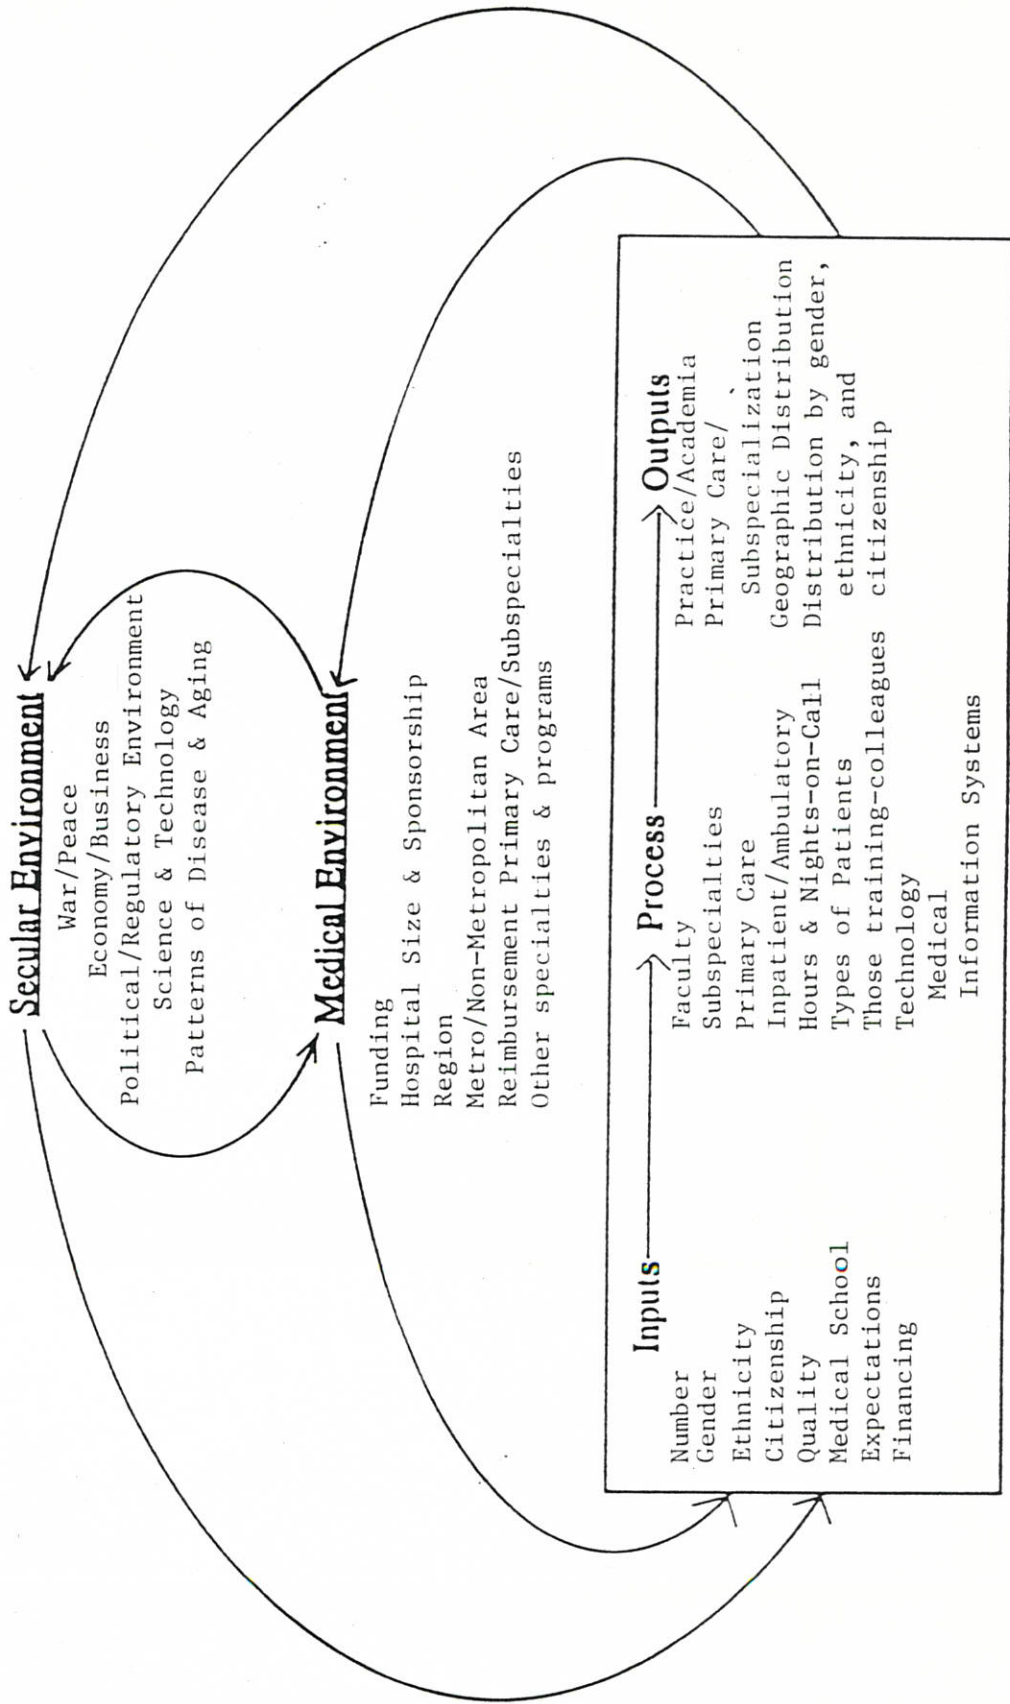 Secular Environment
War/Peace
Economy/Business
Political/Regulatory Environment
Science & Technology
Patterns of Disease & Aging
Medical Environment
Funding
Hospital Size & Sponsorship
Region
Metro/Non-Metropolitan Area
Reimbursement Primary Care/Subspecialties
Other specialties & programs
Inputs
Number
Gender
Ethnicity
Citizenship
Quality
Medical School
Expectations
Financing
Process
Faculty
Subspecialties
Primary Care
Inpatient/Ambulatory
Hours & Nights-on-Call
Types of Patients
Those training-colleagues
Technology
Medical
Information Systems
Outputs
Practice/Academia
Primary Care/
Subspecialization
Geographic Distribution
Distribution by gender,
ethnicity, and
citizenship